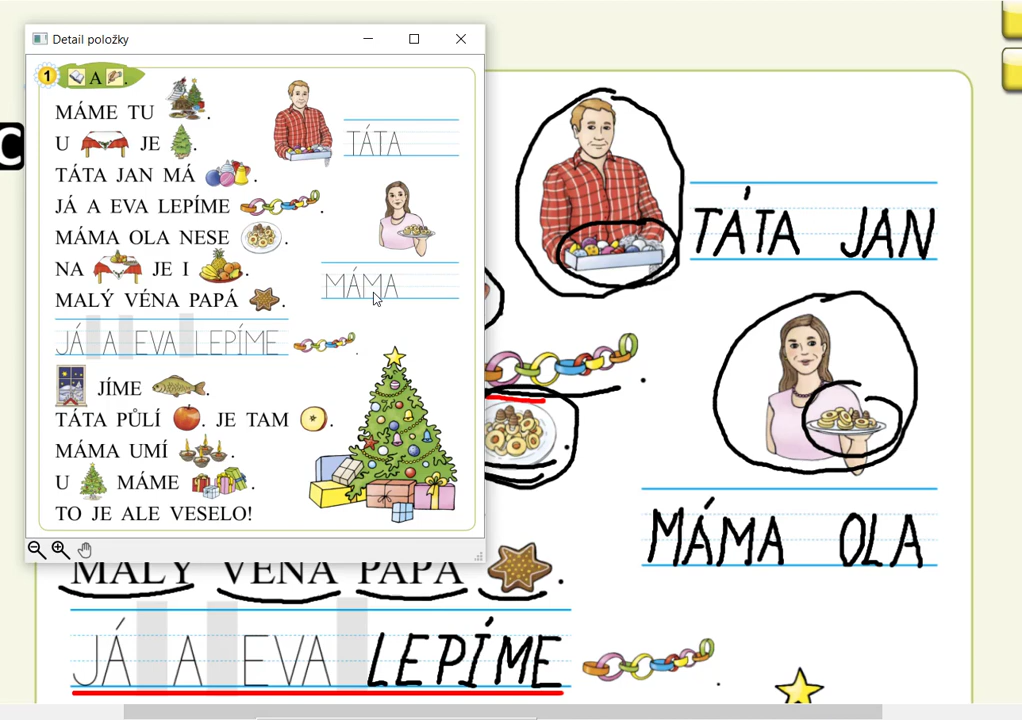 Detail položky
1 A .
MÁME TU .
U JE .
TÁTA JAN MÁ .
JÁ A EVA LEPÍME .
MÁMA OLA NESE .
NA JE I .
MALÝ VÉNA PAPÁ .
JÁ A EVA LEPÍME .
JÍME .
TÁTA PŮLÍ . JE TAM .
MÁMA UMÍ .
U MÁME .
TO JE ALE VESELO!
TÁTA
MÁMA
C
TÁTA JAN
.
.
MÁMA OLA
MALÝ VÉNA PAPÁ .
JÁ A EVA LEPÍME .